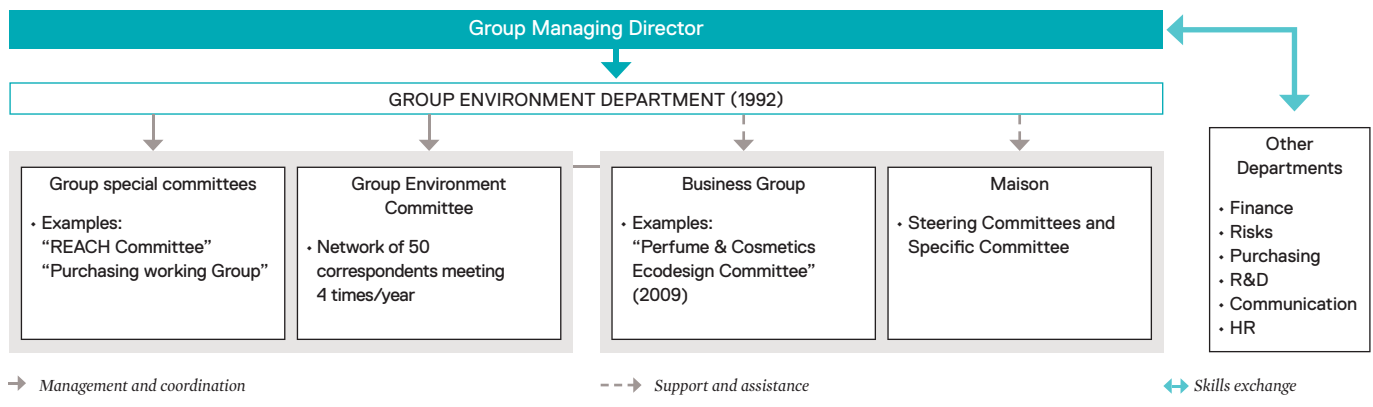 Group Managing Director
GROUP ENVIRONMENT DEPARTMENT (1992)
Group special committees
• Examples:
“REACH Committee”
“Purchasing working Group”
Group Environment
Committee
• Network of 50
correspondents meeting
4 times/year
Business Group
• Examples:
“Perfume & Cosmetics
Ecodesign Committee”
(2009)
Maison
• Steering Committees and
Specific Committee
Other
Departments
• Finance
• Risks
• Purchasing
• R&D
• Communication
• HR
Management and coordination
Support and assistance
Skills exchange